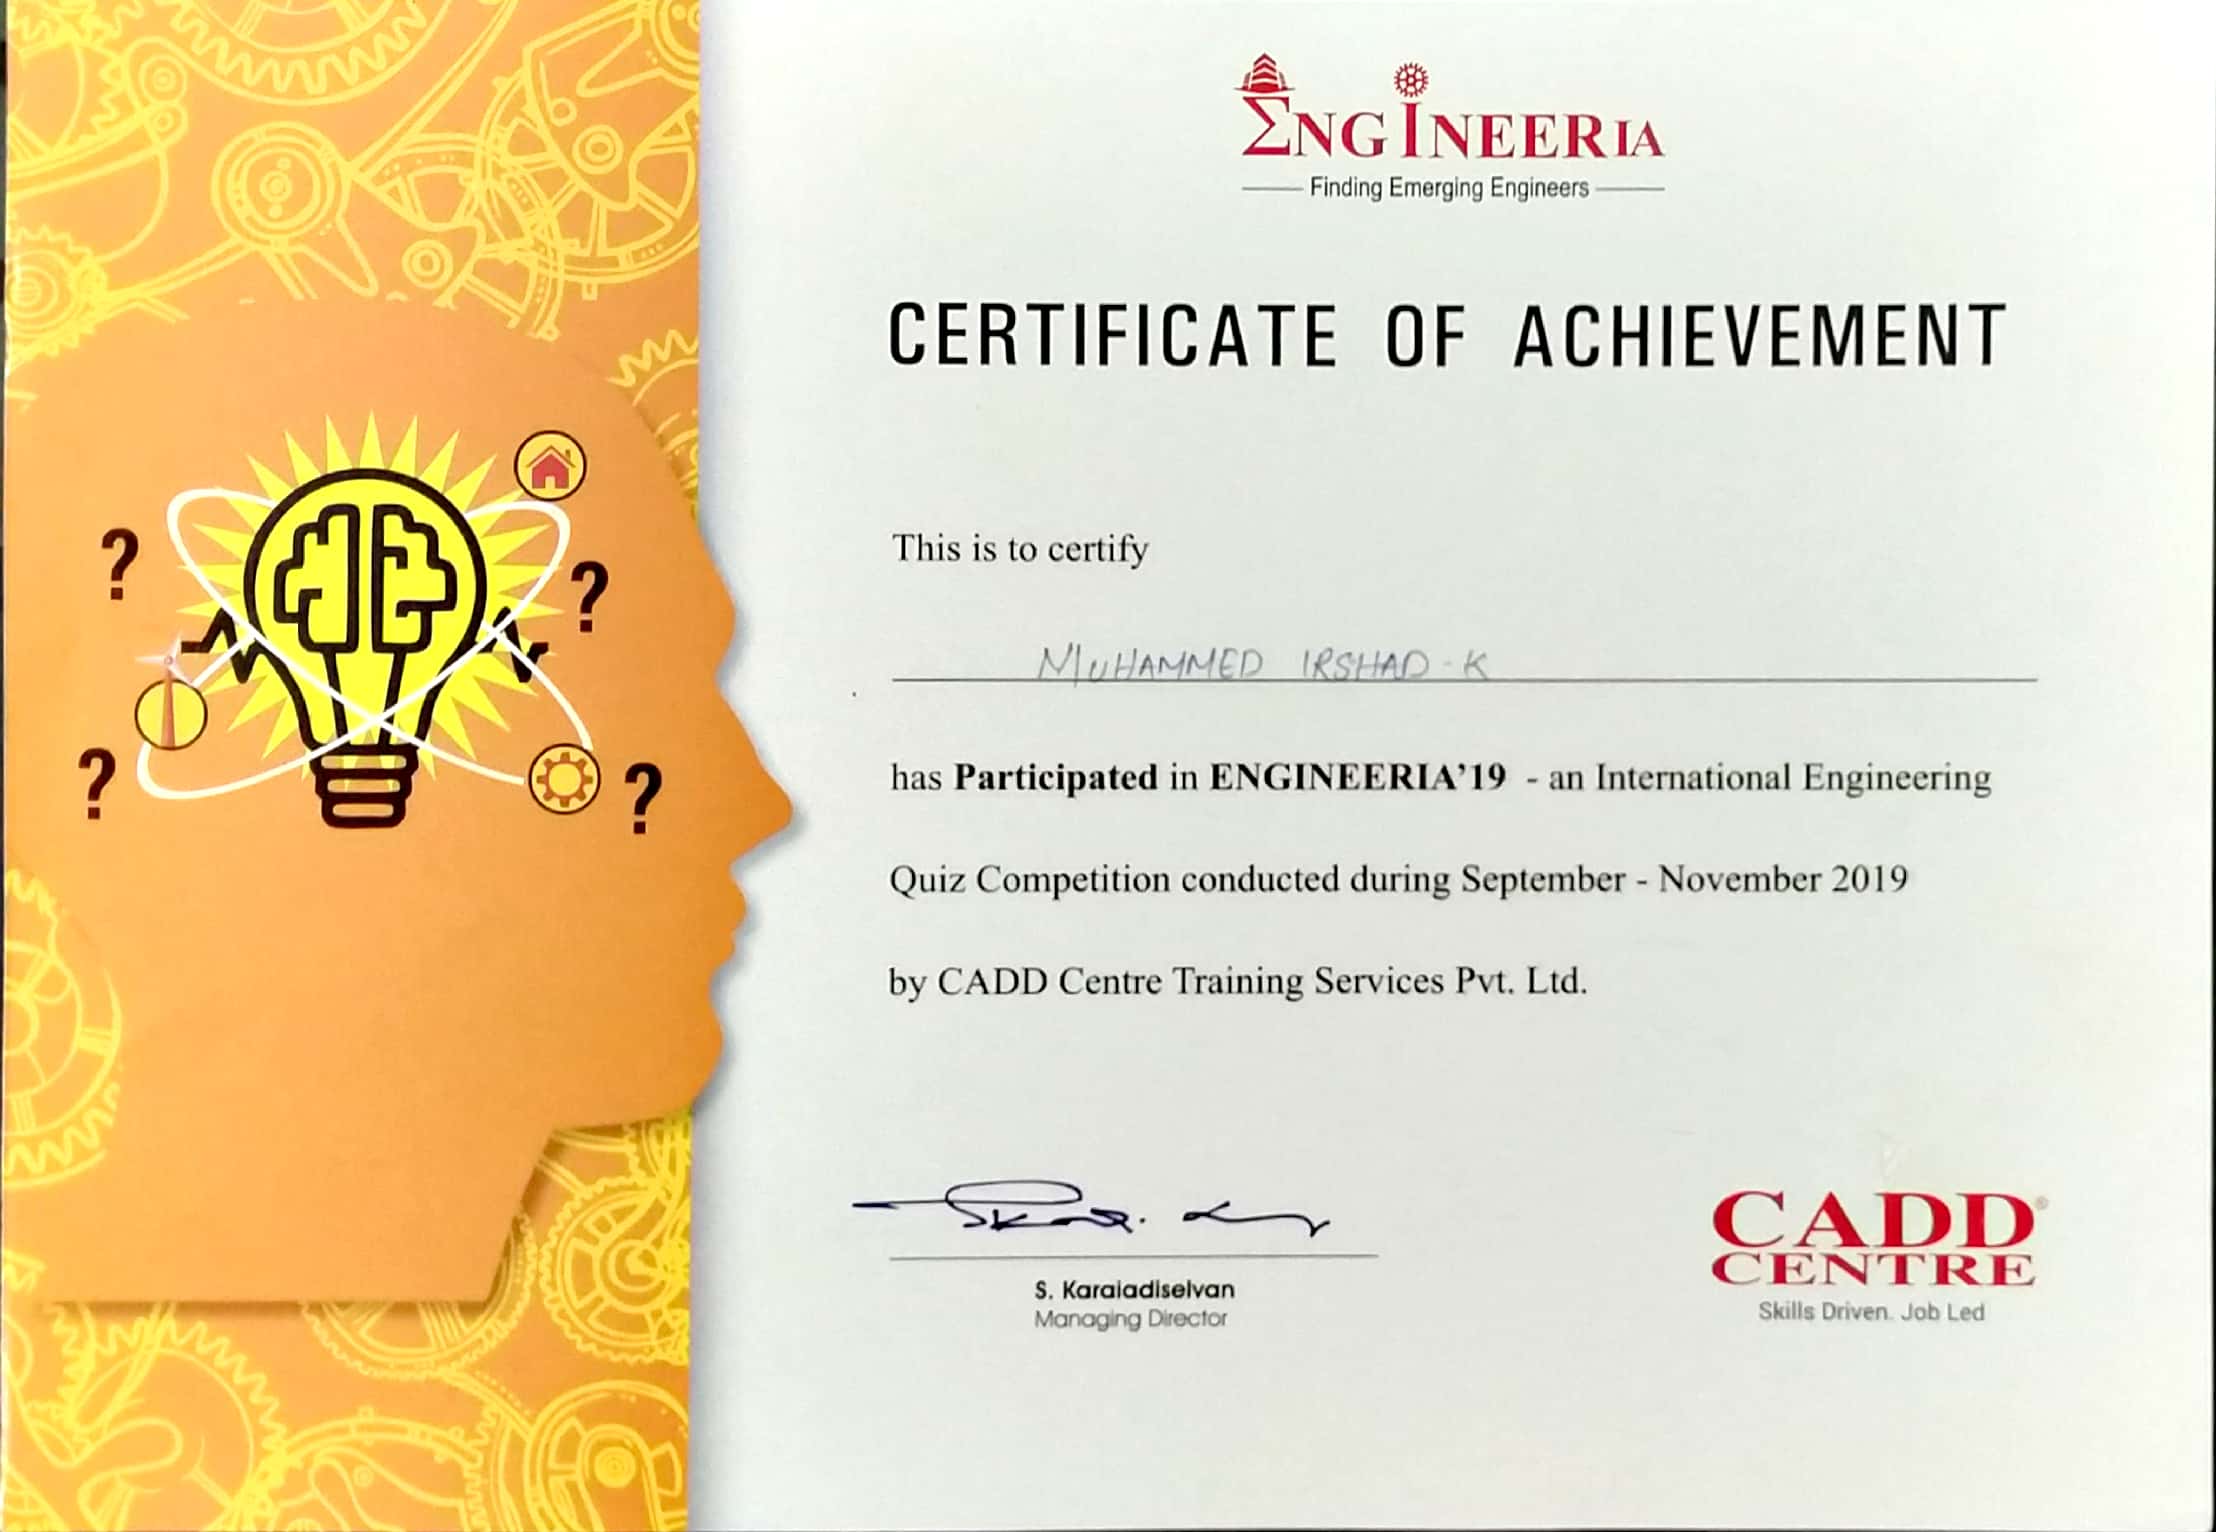 ENGINEERIA
Finding Emerging Engineers
CERTIFICATE OF ACHIEVEMENT
This is to certify
MUHAMMED IRSHAD - K
has Participated in ENGINEERIA'19 - an International Engineering
Quiz Competition conducted during September - November 2019
by CADD Centre Training Services Pvt. Ltd.
S. Karaiadiselvan
Managing Director
CADD®
CENTRE
Skills Driven. Job Led
? 
?
?
?